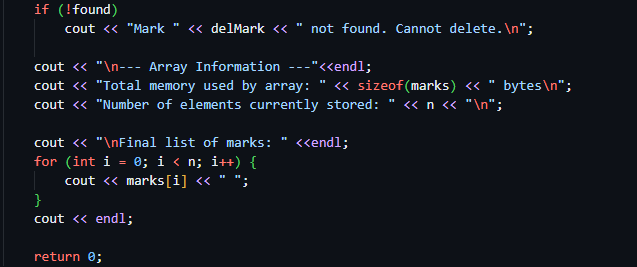 if (!found)
cout << "Mark " << delMark << " not found. Cannot delete.\n";
cout << "\n--- Array Information ---"<<endl;
cout << "Total memory used by array: " << sizeof(marks) << " bytes\n";
cout << "Number of elements currently stored: " << n << "\n";
cout << "\nFinal list of marks: " <<endl;
for (int i = 0; i < n; i++) {
cout << marks[i] << " ";
}
cout << endl;
return 0;